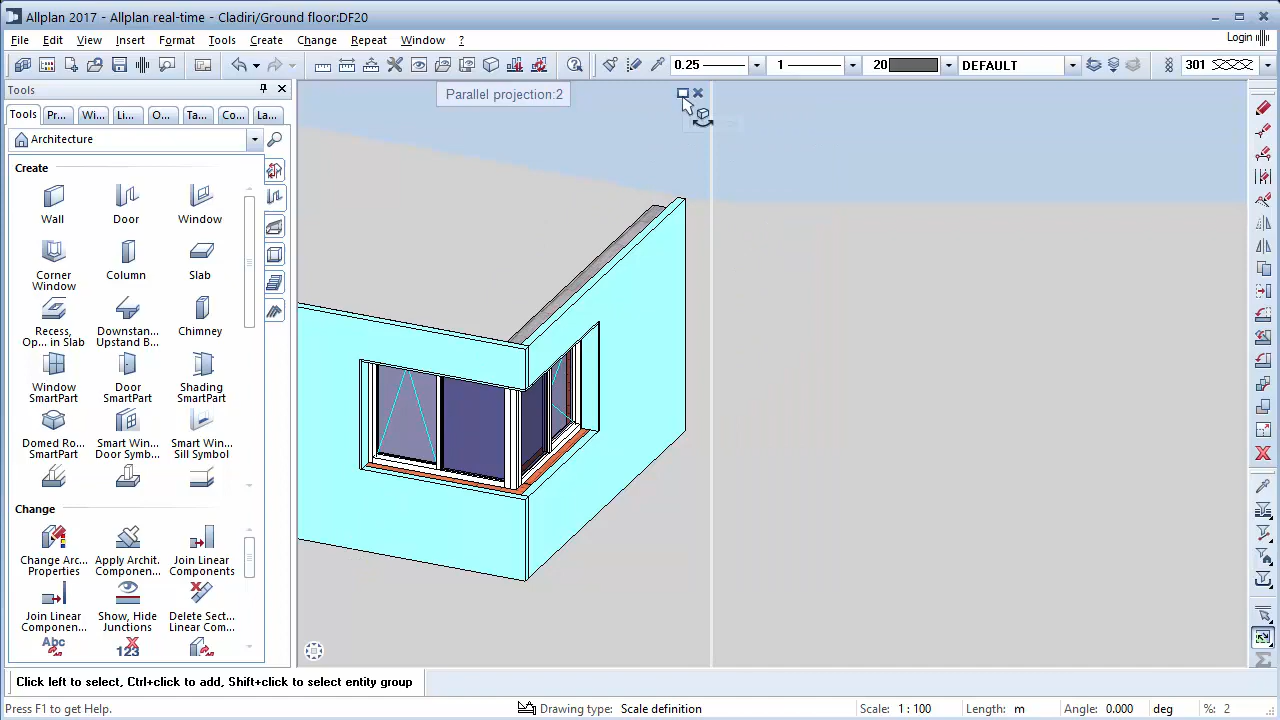 Allplan 2017 - Allplan real-time - Cladiri/Ground floor:DF20
File Edit View Insert Format Tools Create Change Repeat Window ?
Login
0.25 1 20 DEFAULT 301
Tools
Parallel projection:2
Tools Pr... Wi... Li... O... Ta... Co... La...
Architecture
Create
Wall Door Window
Corner Window Column Slab
Recess, Op... in Slab Downstan... Upstand B... Chimney
Window SmartPart Door SmartPart Shading SmartPart
Domed Ro... SmartPart Smart Win... Door Symb... Smart Win... Sill Symbol
Change
Change Arc... Properties Apply Archit. Componen... Join Linear Components
Join Linear Componen... Show, Hide Junctions Delete Sect... Linear Com...
Abc 123
Click left to select, Ctrl+click to add, Shift+click to select entity group
Press F1 to get Help. Drawing type: Scale definition Scale: 1 : 100 Length: m Angle: 0.000 deg %: 2